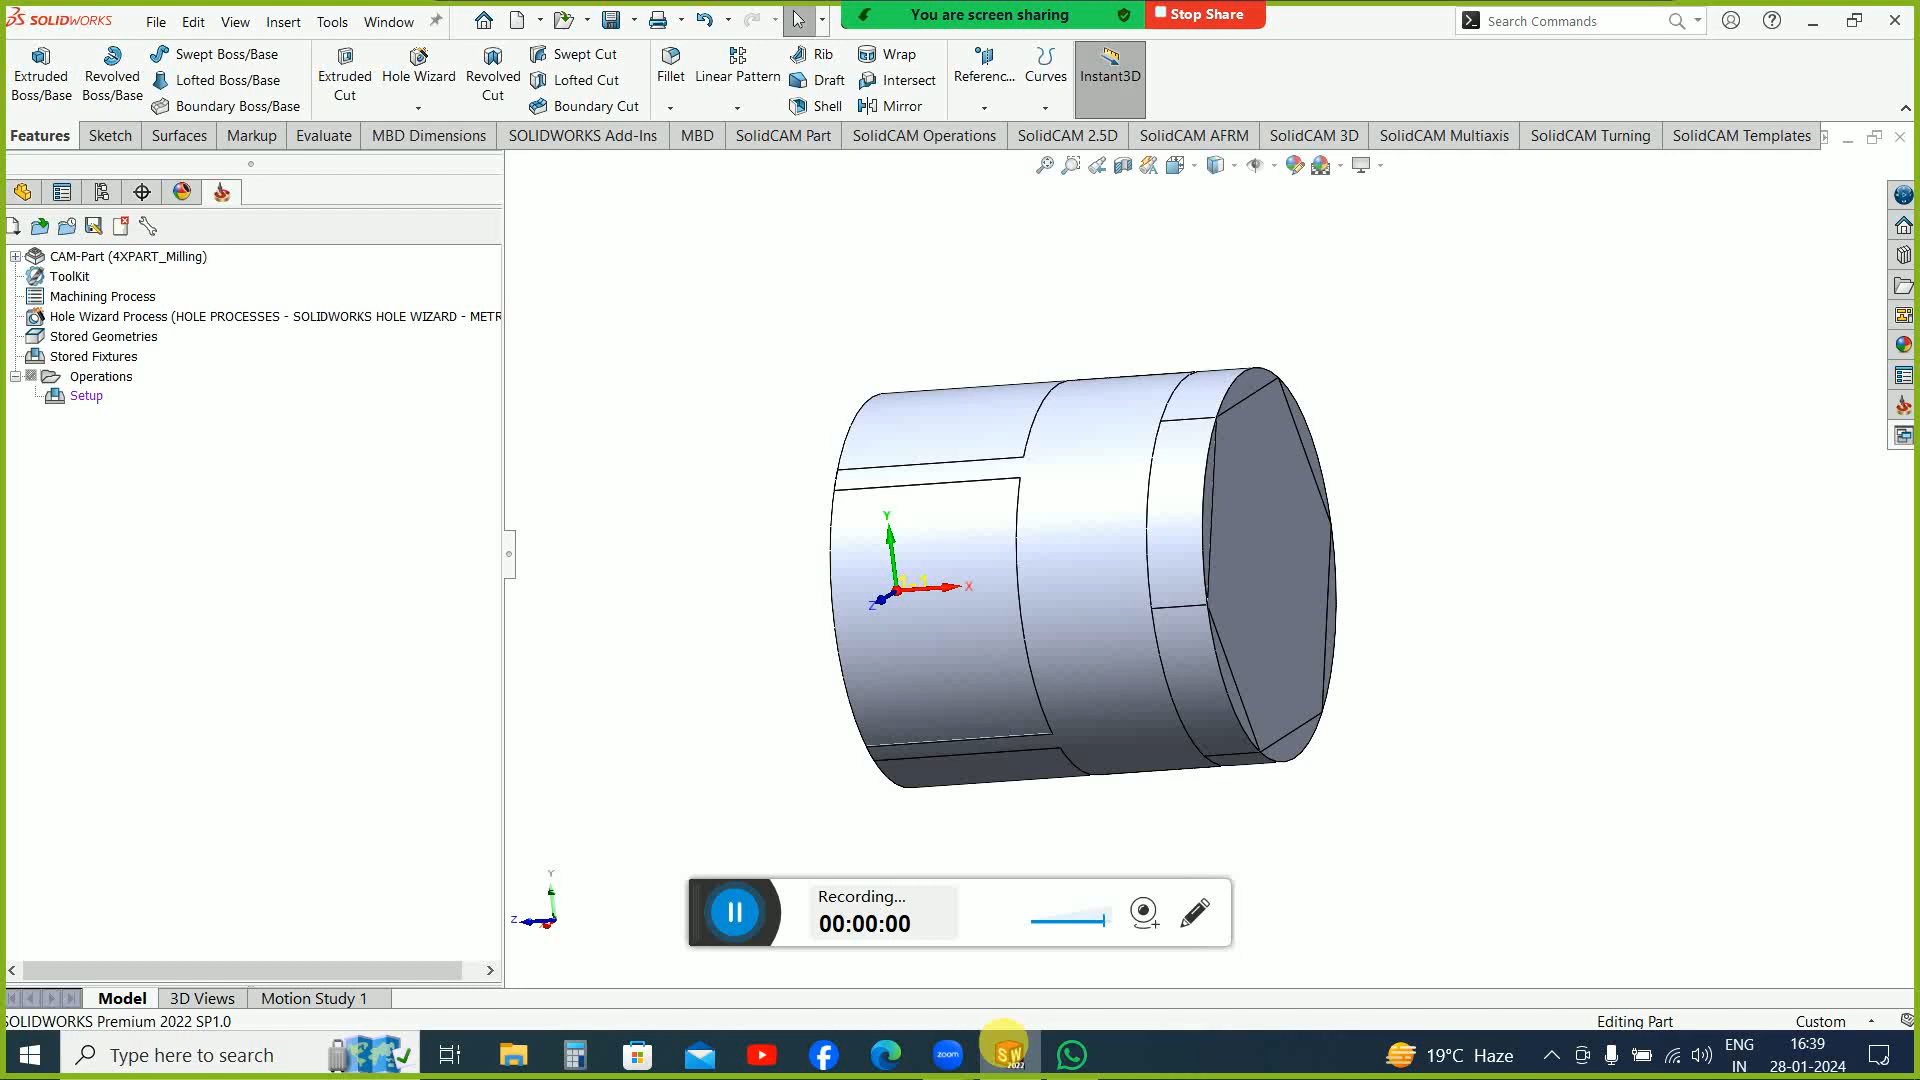 SOLIDWORKS File Edit View Insert Tools Window You are screen sharing Stop Share Search Commands
Extruded Boss/Base
Revolved Boss/Base
Swept Boss/Base
Lofted Boss/Base
Boundary Boss/Base
Extruded Cut
Hole Wizard
Revolved Cut
Swept Cut
Lofted Cut
Boundary Cut
Fillet
Linear Pattern
Rib
Draft
Shell
Wrap
Intersect
Mirror
Referenc...
Curves
Instant3D
Features Sketch Surfaces Markup Evaluate MBD Dimensions SOLIDWORKS Add-Ins MBD SolidCAM Part SolidCAM Operations SolidCAM 2.5D SolidCAM AFRM SolidCAM 3D SolidCAM Multiaxis SolidCAM Turning SolidCAM Templates
CAM-Part (4XPART_Milling)
ToolKit
Machining Process
Hole Wizard Process (HOLE PROCESSES - SOLIDWORKS HOLE WIZARD - METR
Stored Geometries
Stored Fixtures
Operations
Setup
Y
X
Z
Y
Z
Recording...
00:00:00
Model 3D Views Motion Study 1
SOLIDWORKS Premium 2022 SP1.0 Editing Part Custom
Type here to search
zoom
SW
2022
19°C Haze
ENG
IN
16:39
28-01-2024